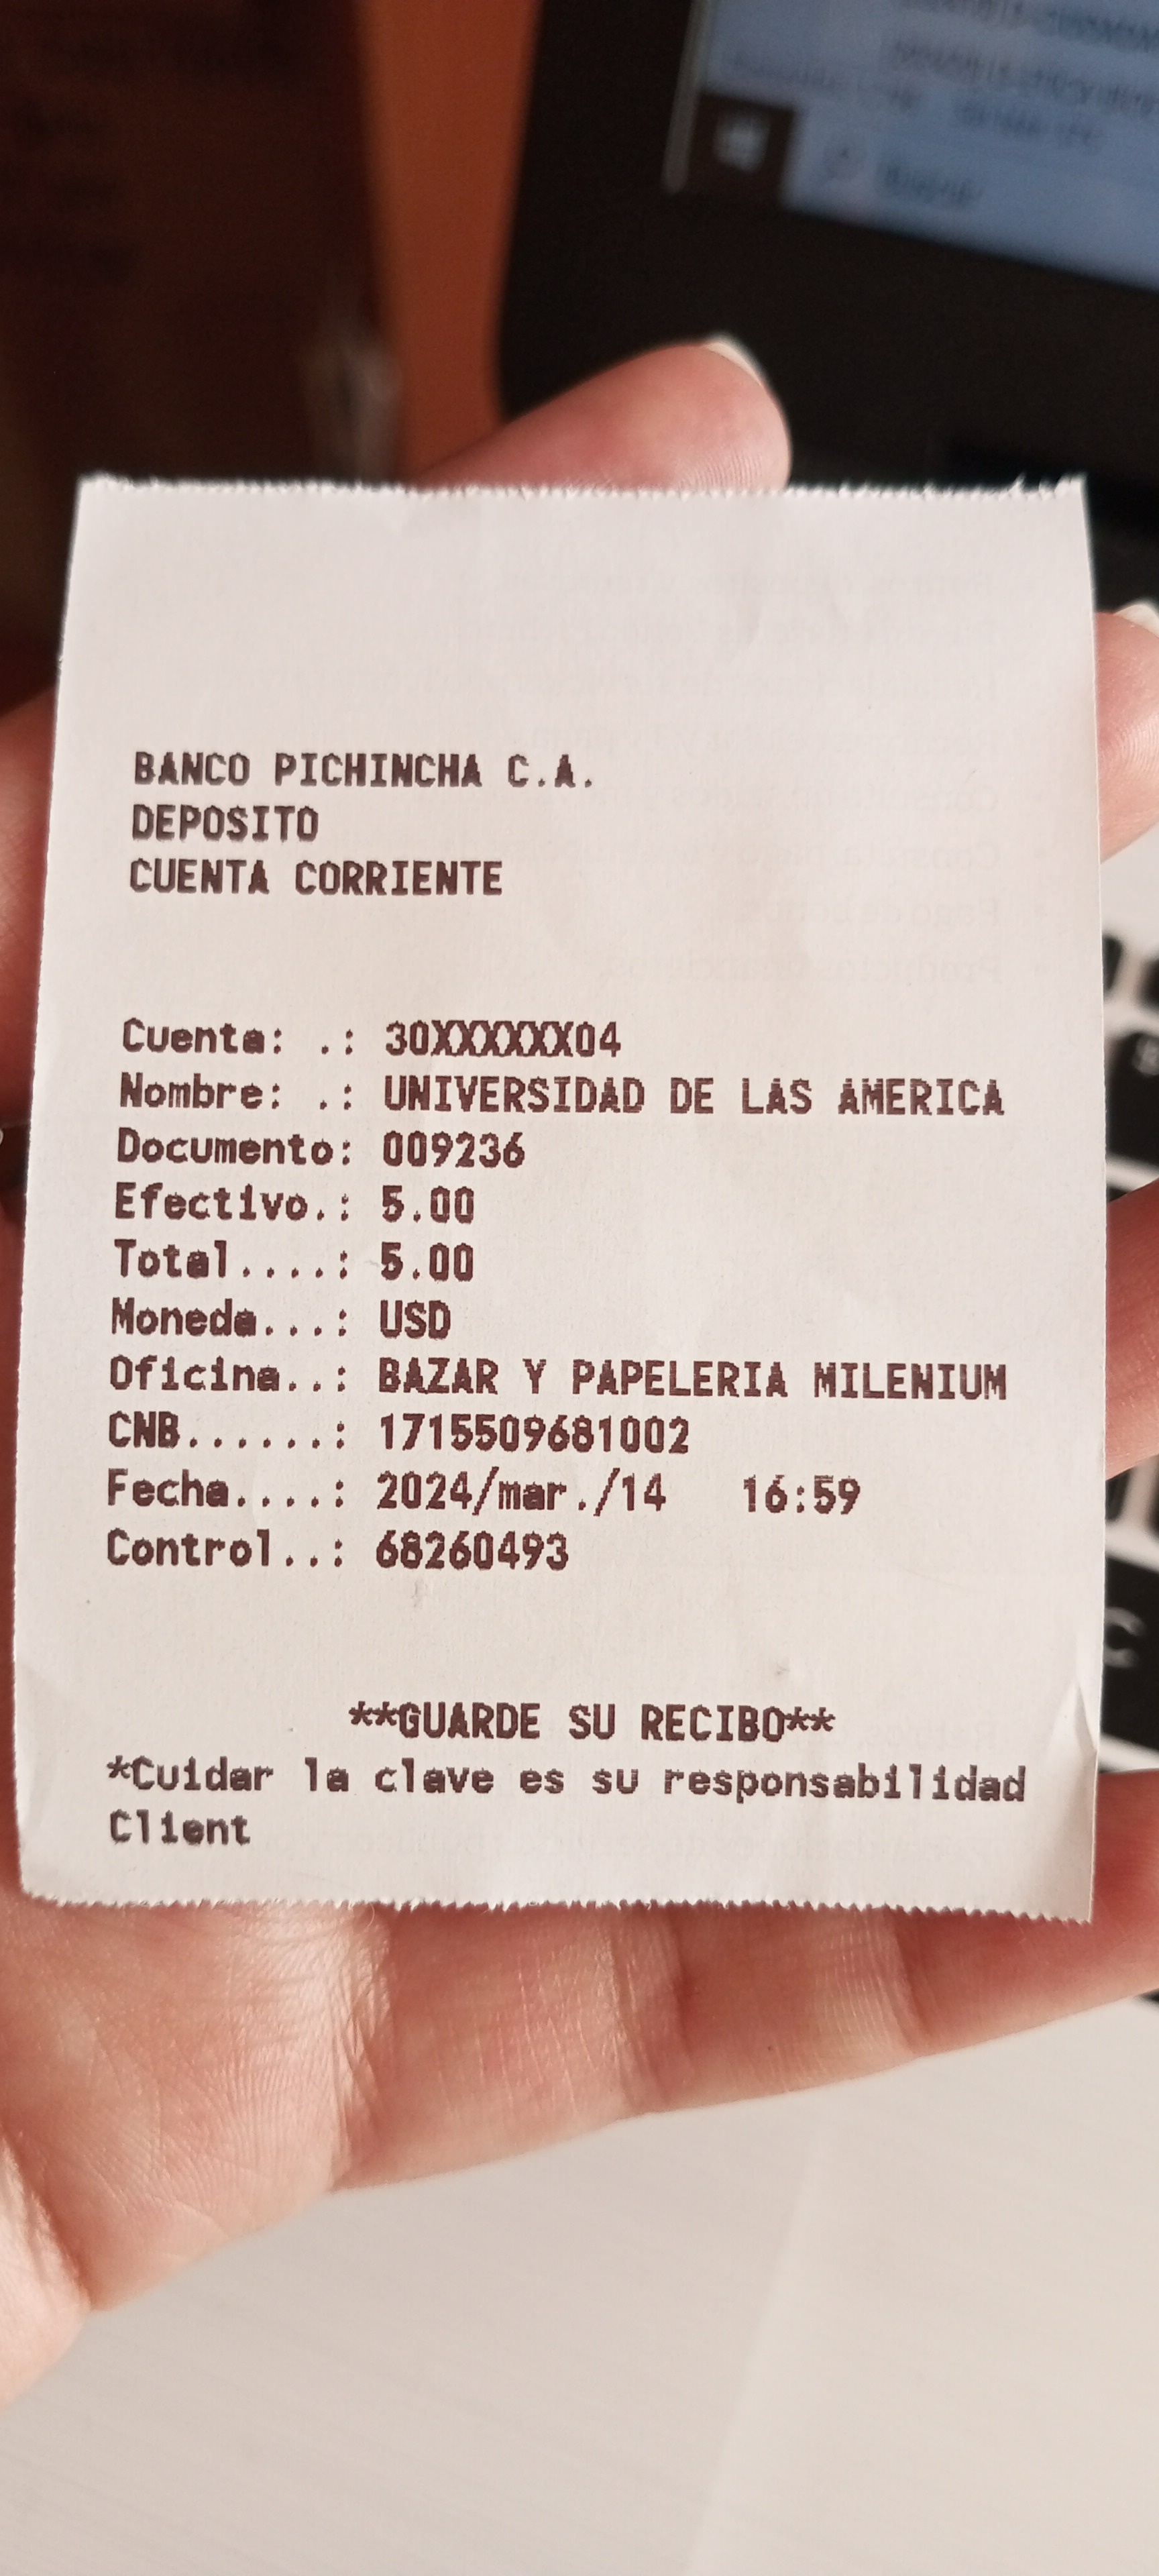 BANCO PICHINCHA C.A.
DEPOSITO
CUENTA CORRIENTE
Cuenta: .: 30XXXXXX04
Nombre: .: UNIVERSIDAD DE LAS AMERICA
Documento: 009236
Efectivo.: 5.00
Total....: 5.00
Moneda...: USD
Oficina..: BAZAR Y PAPELERIA MILENIUM
CNB......: 1715509681002
Fecha....: 2024/mar./14 16:59
Control..: 68260493
**GUARDE SU RECIBO**
*Cuidar la clave es su responsabilidad
Client